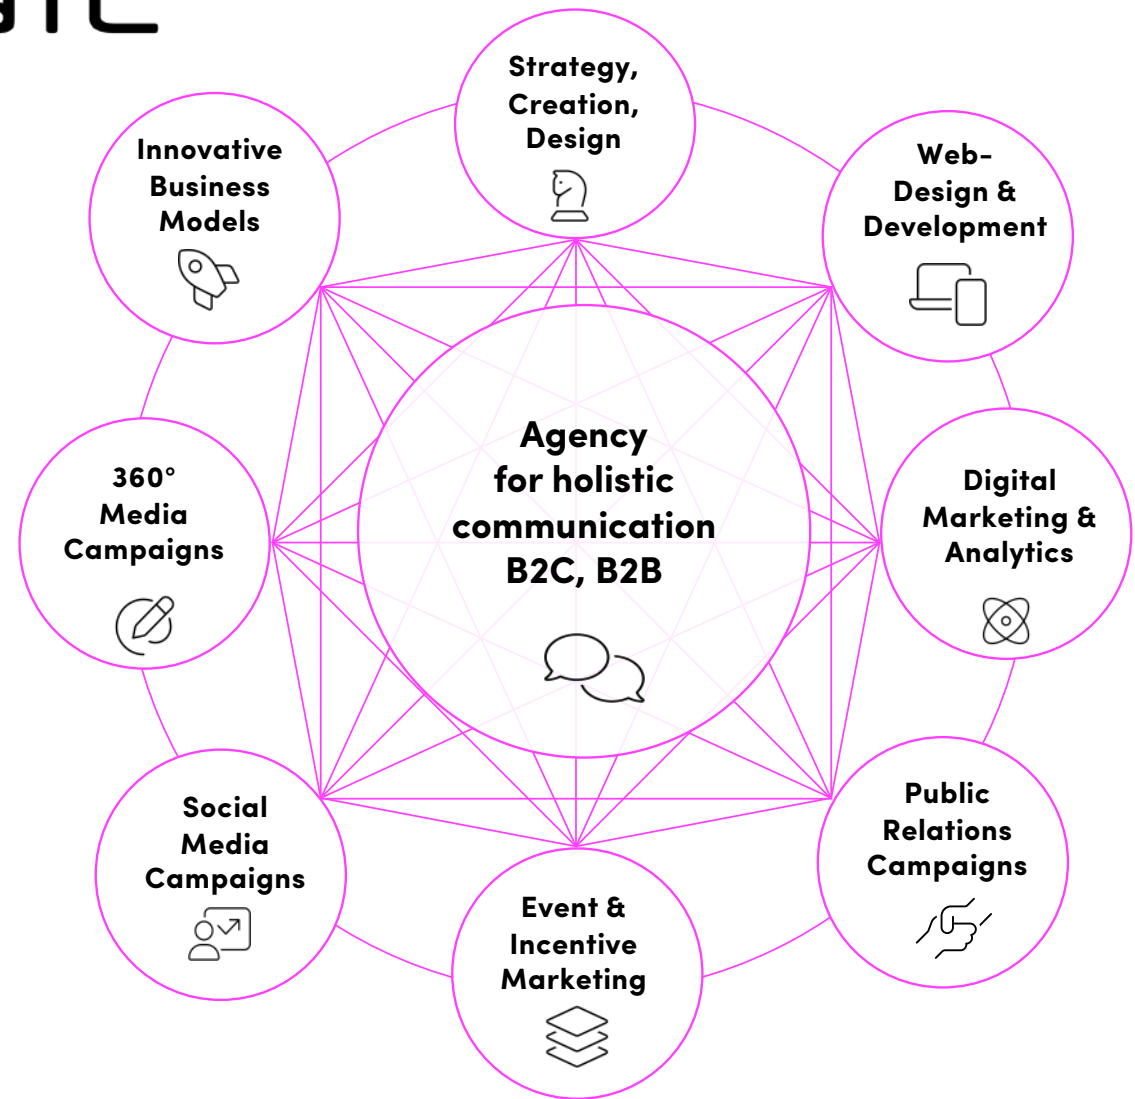 Strategy,
Creation,
Design
Innovative
Business
Models
Web-
Design &
Development
360°
Media
Campaigns
Agency
for holistic
communication
B2C, B2B
Digital
Marketing &
Analytics
Social
Media
Campaigns
Event &
Incentive
Marketing
Public
Relations
Campaigns